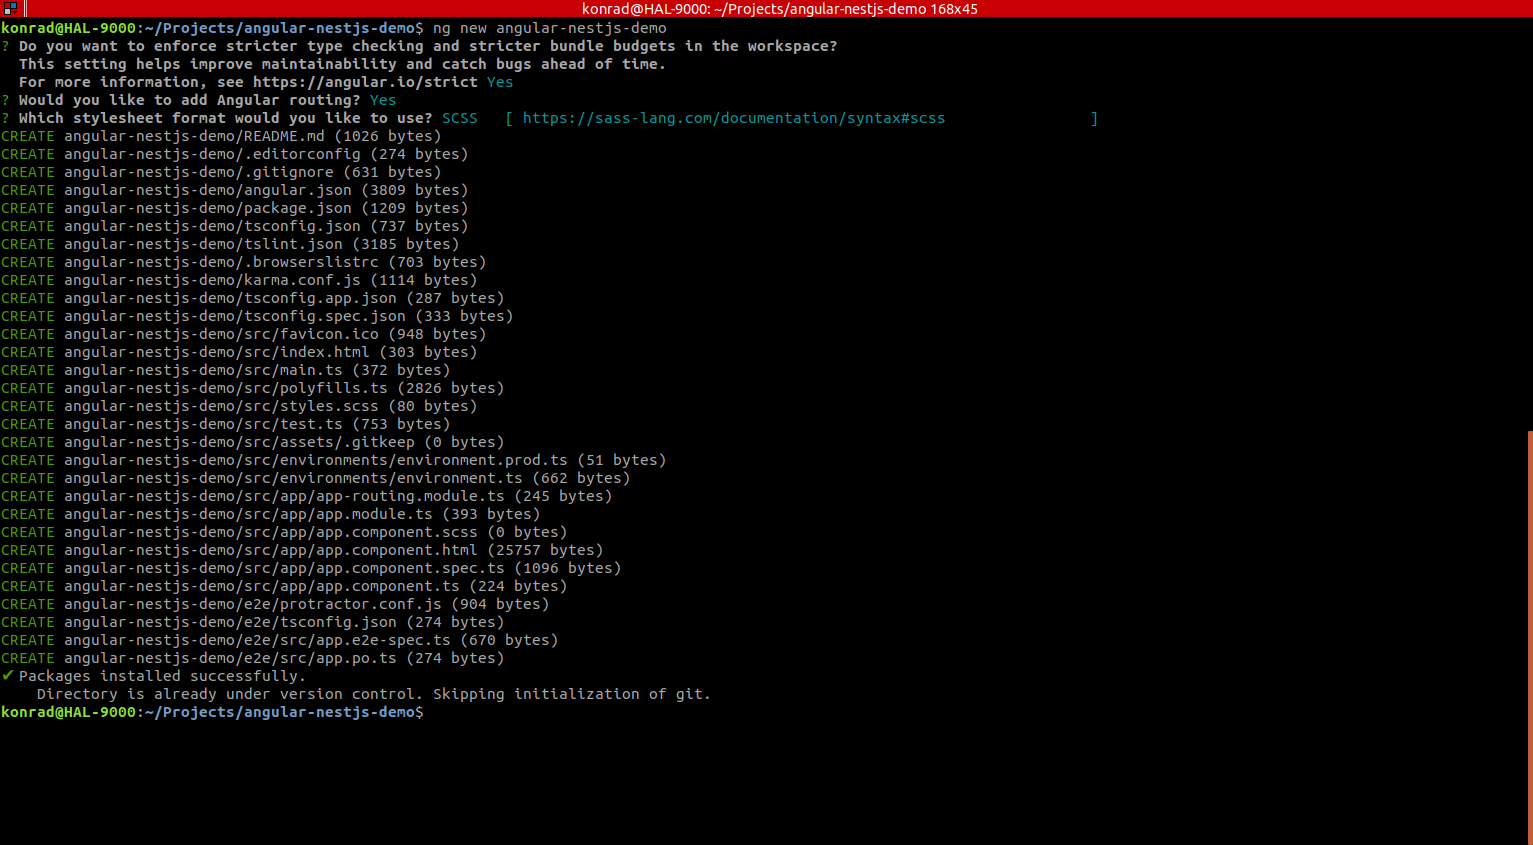 konrad@HAL-9000: ~/Projects/angular-nestjs-demo 168x45
konrad@HAL-9000:~/Projects/angular-nestjs-demo$ ng new angular-nestjs-demo
? Do you want to enforce stricter type checking and stricter bundle budgets in the workspace?
This setting helps improve maintainability and catch bugs ahead of time.
For more information, see https://angular.io/strict Yes
? Would you like to add Angular routing? Yes
? Which stylesheet format would you like to use? SCSS [ https://sass-lang.com/documentation/syntax#scss ]
CREATE angular-nestjs-demo/README.md (1026 bytes)
CREATE angular-nestjs-demo/.editorconfig (274 bytes)
CREATE angular-nestjs-demo/.gitignore (631 bytes)
CREATE angular-nestjs-demo/angular.json (3809 bytes)
CREATE angular-nestjs-demo/package.json (1209 bytes)
CREATE angular-nestjs-demo/tsconfig.json (737 bytes)
CREATE angular-nestjs-demo/tslint.json (3185 bytes)
CREATE angular-nestjs-demo/.browserslistrc (703 bytes)
CREATE angular-nestjs-demo/karma.conf.js (1114 bytes)
CREATE angular-nestjs-demo/tsconfig.app.json (287 bytes)
CREATE angular-nestjs-demo/tsconfig.spec.json (333 bytes)
CREATE angular-nestjs-demo/src/favicon.ico (948 bytes)
CREATE angular-nestjs-demo/src/index.html (303 bytes)
CREATE angular-nestjs-demo/src/main.ts (372 bytes)
CREATE angular-nestjs-demo/src/polyfills.ts (2826 bytes)
CREATE angular-nestjs-demo/src/styles.scss (80 bytes)
CREATE angular-nestjs-demo/src/test.ts (753 bytes)
CREATE angular-nestjs-demo/src/assets/.gitkeep (0 bytes)
CREATE angular-nestjs-demo/src/environments/environment.prod.ts (51 bytes)
CREATE angular-nestjs-demo/src/environments/environment.ts (662 bytes)
CREATE angular-nestjs-demo/src/app/app-routing.module.ts (245 bytes)
CREATE angular-nestjs-demo/src/app/app.module.ts (393 bytes)
CREATE angular-nestjs-demo/src/app/app.component.scss (0 bytes)
CREATE angular-nestjs-demo/src/app/app.component.html (25757 bytes)
CREATE angular-nestjs-demo/src/app/app.component.spec.ts (1096 bytes)
CREATE angular-nestjs-demo/src/app/app.component.ts (224 bytes)
CREATE angular-nestjs-demo/e2e/protractor.conf.js (904 bytes)
CREATE angular-nestjs-demo/e2e/tsconfig.json (274 bytes)
CREATE angular-nestjs-demo/e2e/src/app.e2e-spec.ts (670 bytes)
CREATE angular-nestjs-demo/e2e/src/app.po.ts (274 bytes)
✔ Packages installed successfully.
Directory is already under version control. Skipping initialization of git.
konrad@HAL-9000:~/Projects/angular-nestjs-demo$